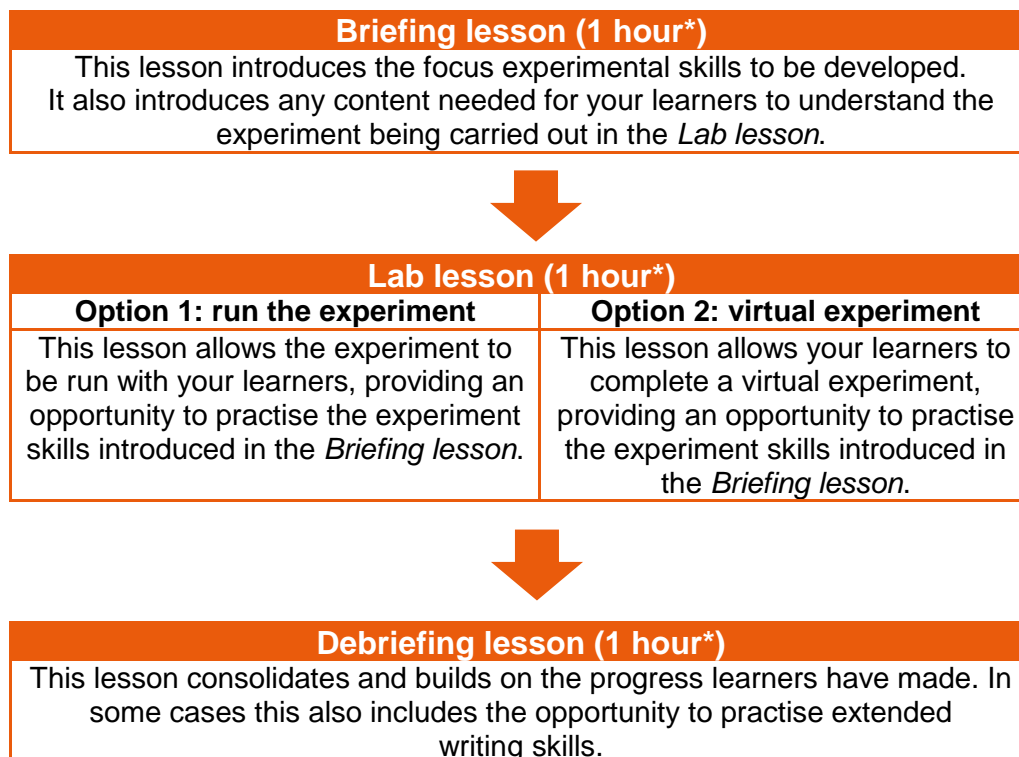 Briefing lesson (1 hour*)
This lesson introduces the focus experimental skills to be developed.
It also introduces any content needed for your learners to understand the
experiment being carried out in the Lab lesson.
Lab lesson (1 hour*)
Option 1: run the experiment
This lesson allows the experiment to
be run with your learners, providing an
opportunity to practise the experiment
skills introduced in the Briefing lesson.
Option 2: virtual experiment
This lesson allows your learners to
complete a virtual experiment,
providing an opportunity to practise
the experiment skills introduced in
the Briefing lesson.
Debriefing lesson (1 hour*)
This lesson consolidates and builds on the progress learners have made. In
some cases this also includes the opportunity to practise extended
writing skills.